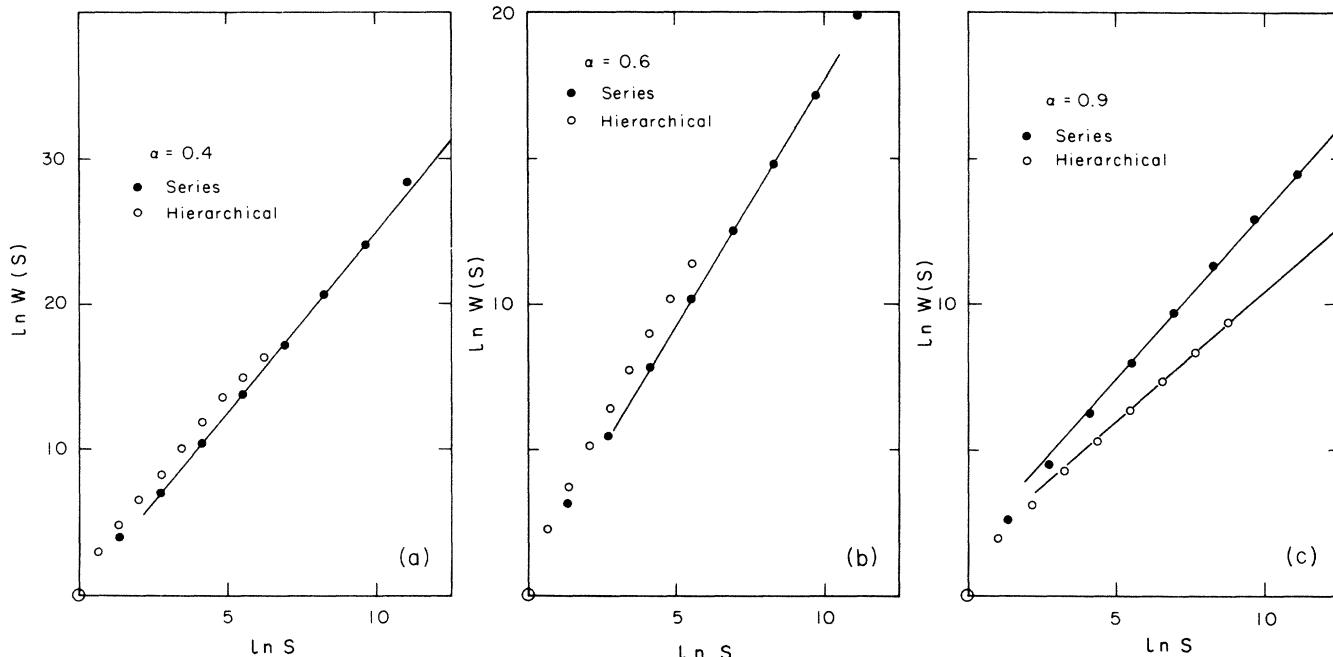 30
20
10
Ln W(S)
α = 0.4
Series
Hierarchical
(a)
5
10
Ln S
20
10
Ln W(S)
α = 0.6
Series
Hierarchical
(b)
5
10
Ln S
10
Ln W(S)
α = 0.9
Series
Hierarchical
(c)
5
10
Ln S